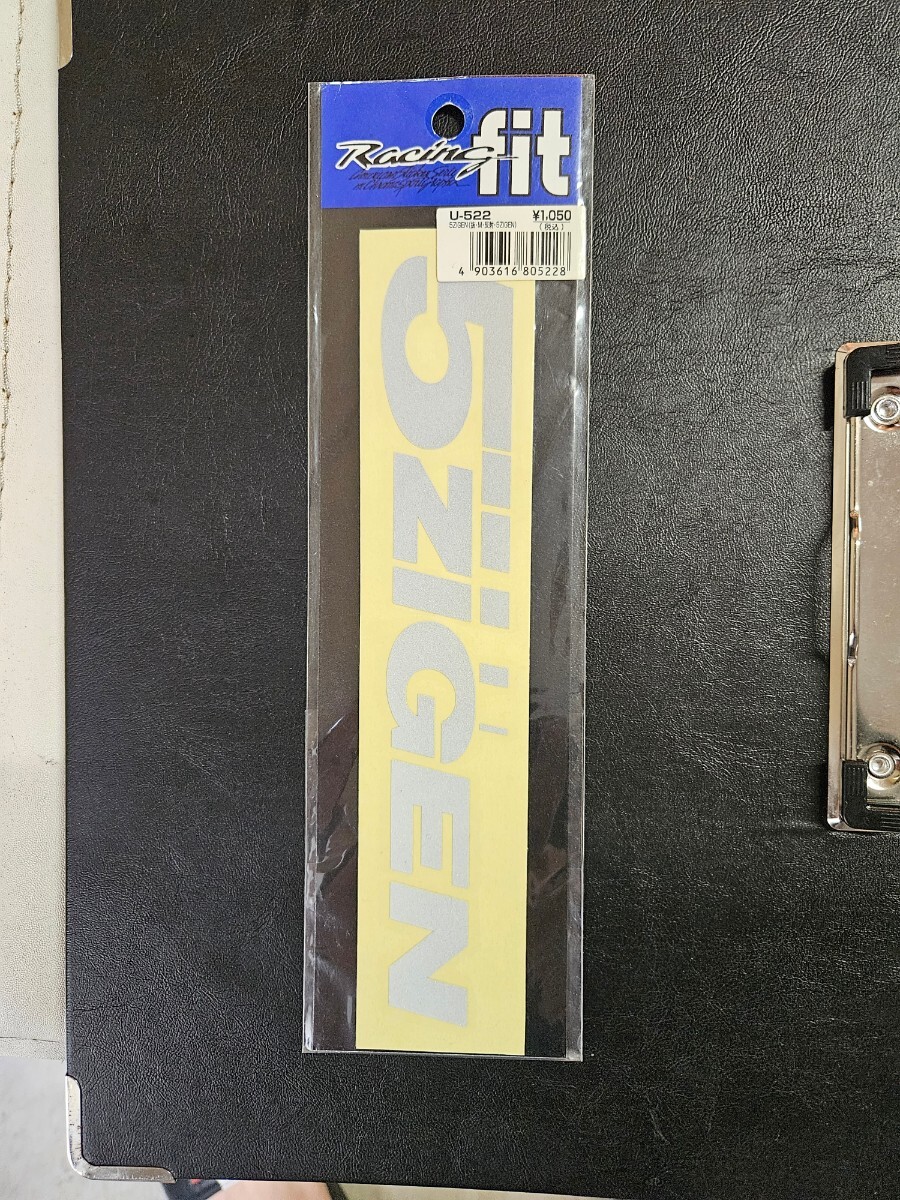 Racing fit
U-522 ¥1,050
(税込)
4 903616 805228
5ZIGEN